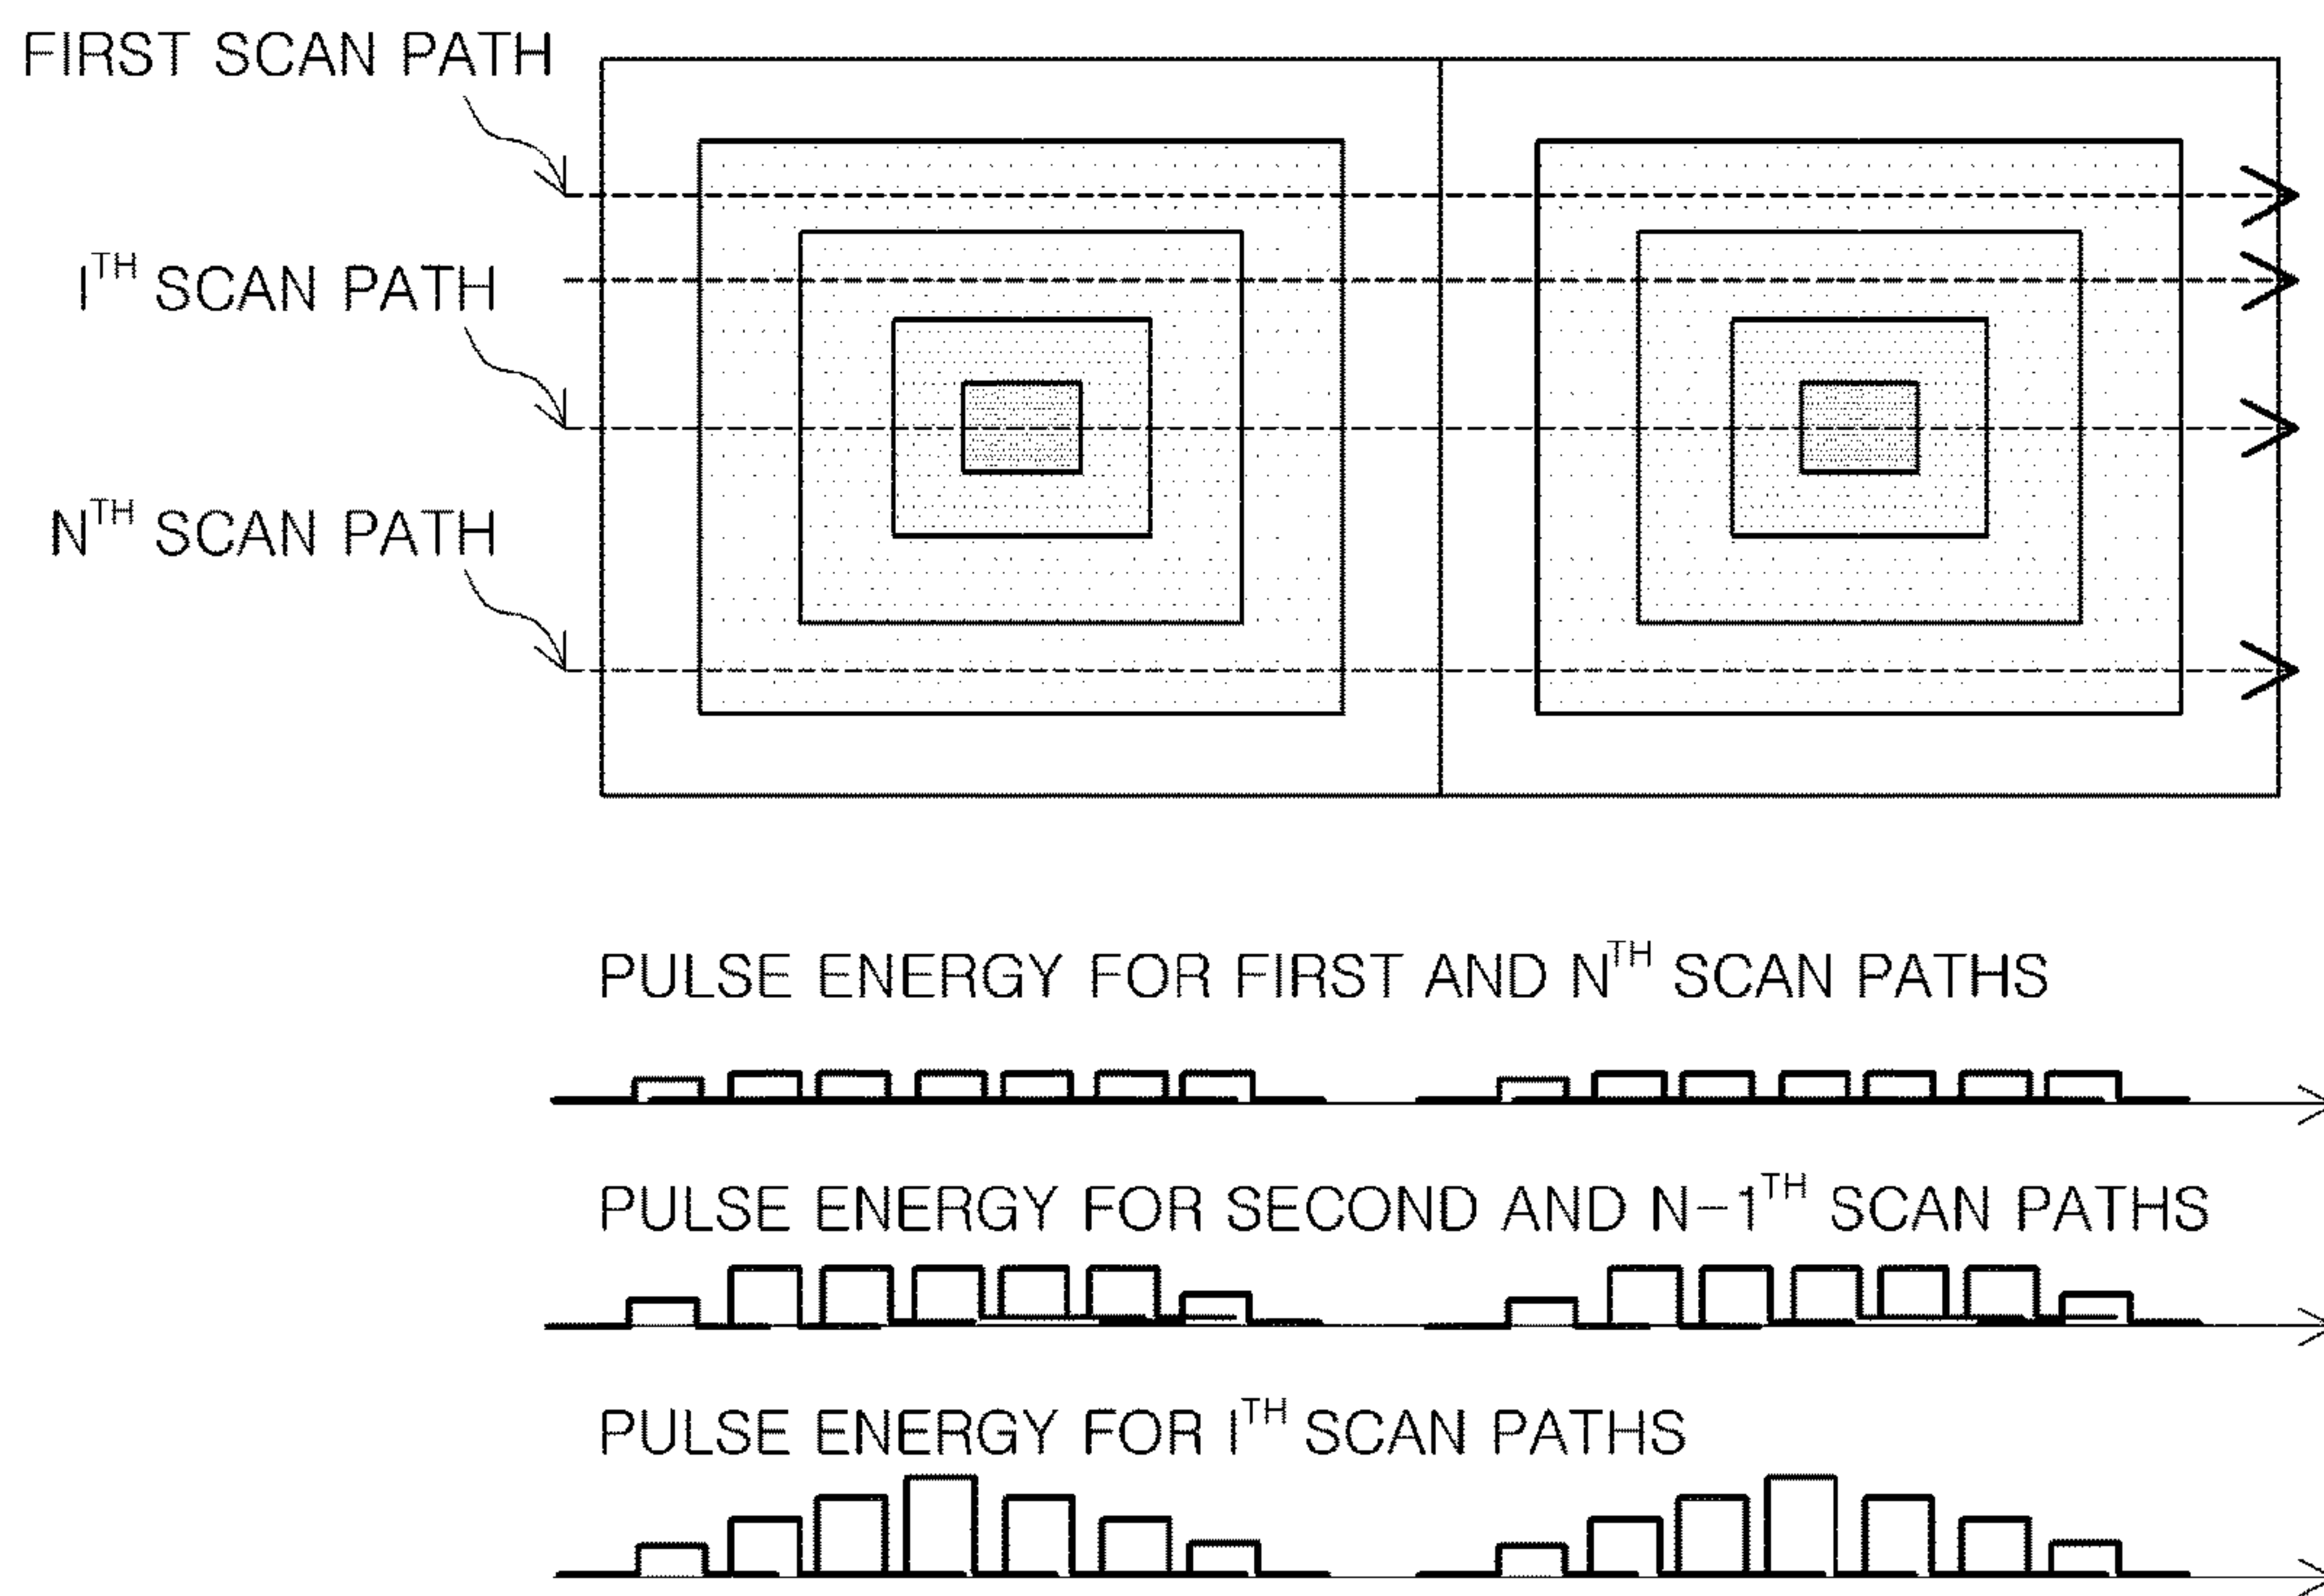 FIRST SCAN PATH
I^TH SCAN PATH
N^TH SCAN PATH
PULSE ENERGY FOR FIRST AND N^TH SCAN PATHS
PULSE ENERGY FOR SECOND AND N-1^TH SCAN PATHS
PULSE ENERGY FOR I^TH SCAN PATHS